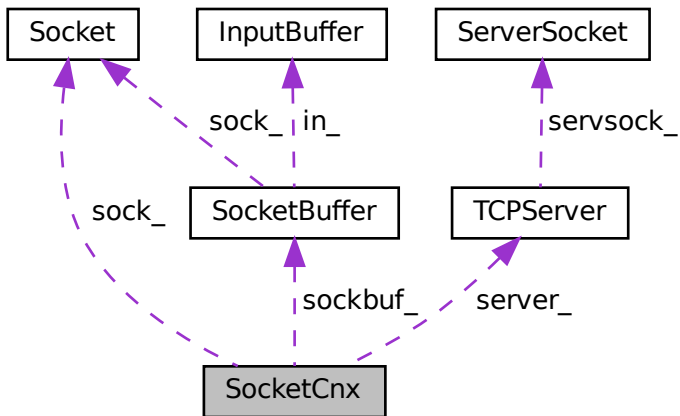 Socket
InputBuffer
ServerSocket
sock_
in_
servsock_
sock_
SocketBuffer
TCPServer
sockbuf_
server_
SocketCnx